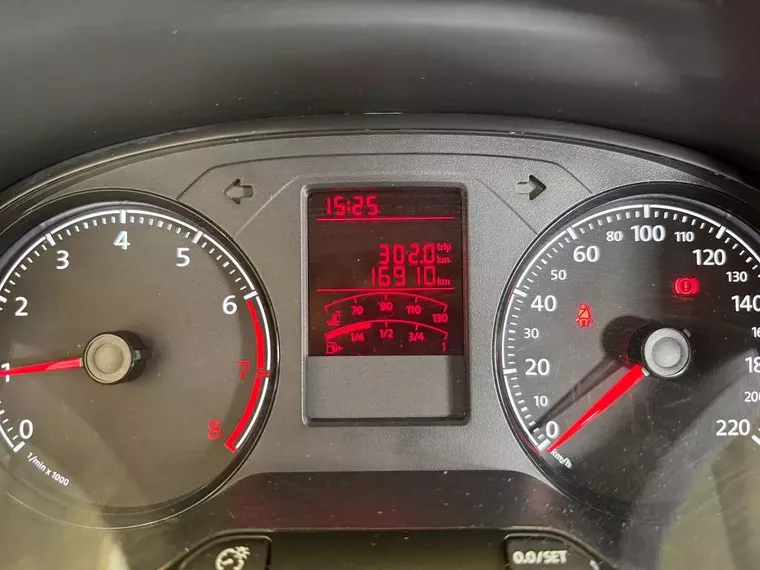 15:25
302.0 trip km
16910 km
70 90 110 130
1/4 1/2 3/4 1
0 1 2 3 4 5 6 7 8
1/min x 1000
0 10 20 30 40 50 60 80 100 110 120 130 140 220
km/h
0.0/SET